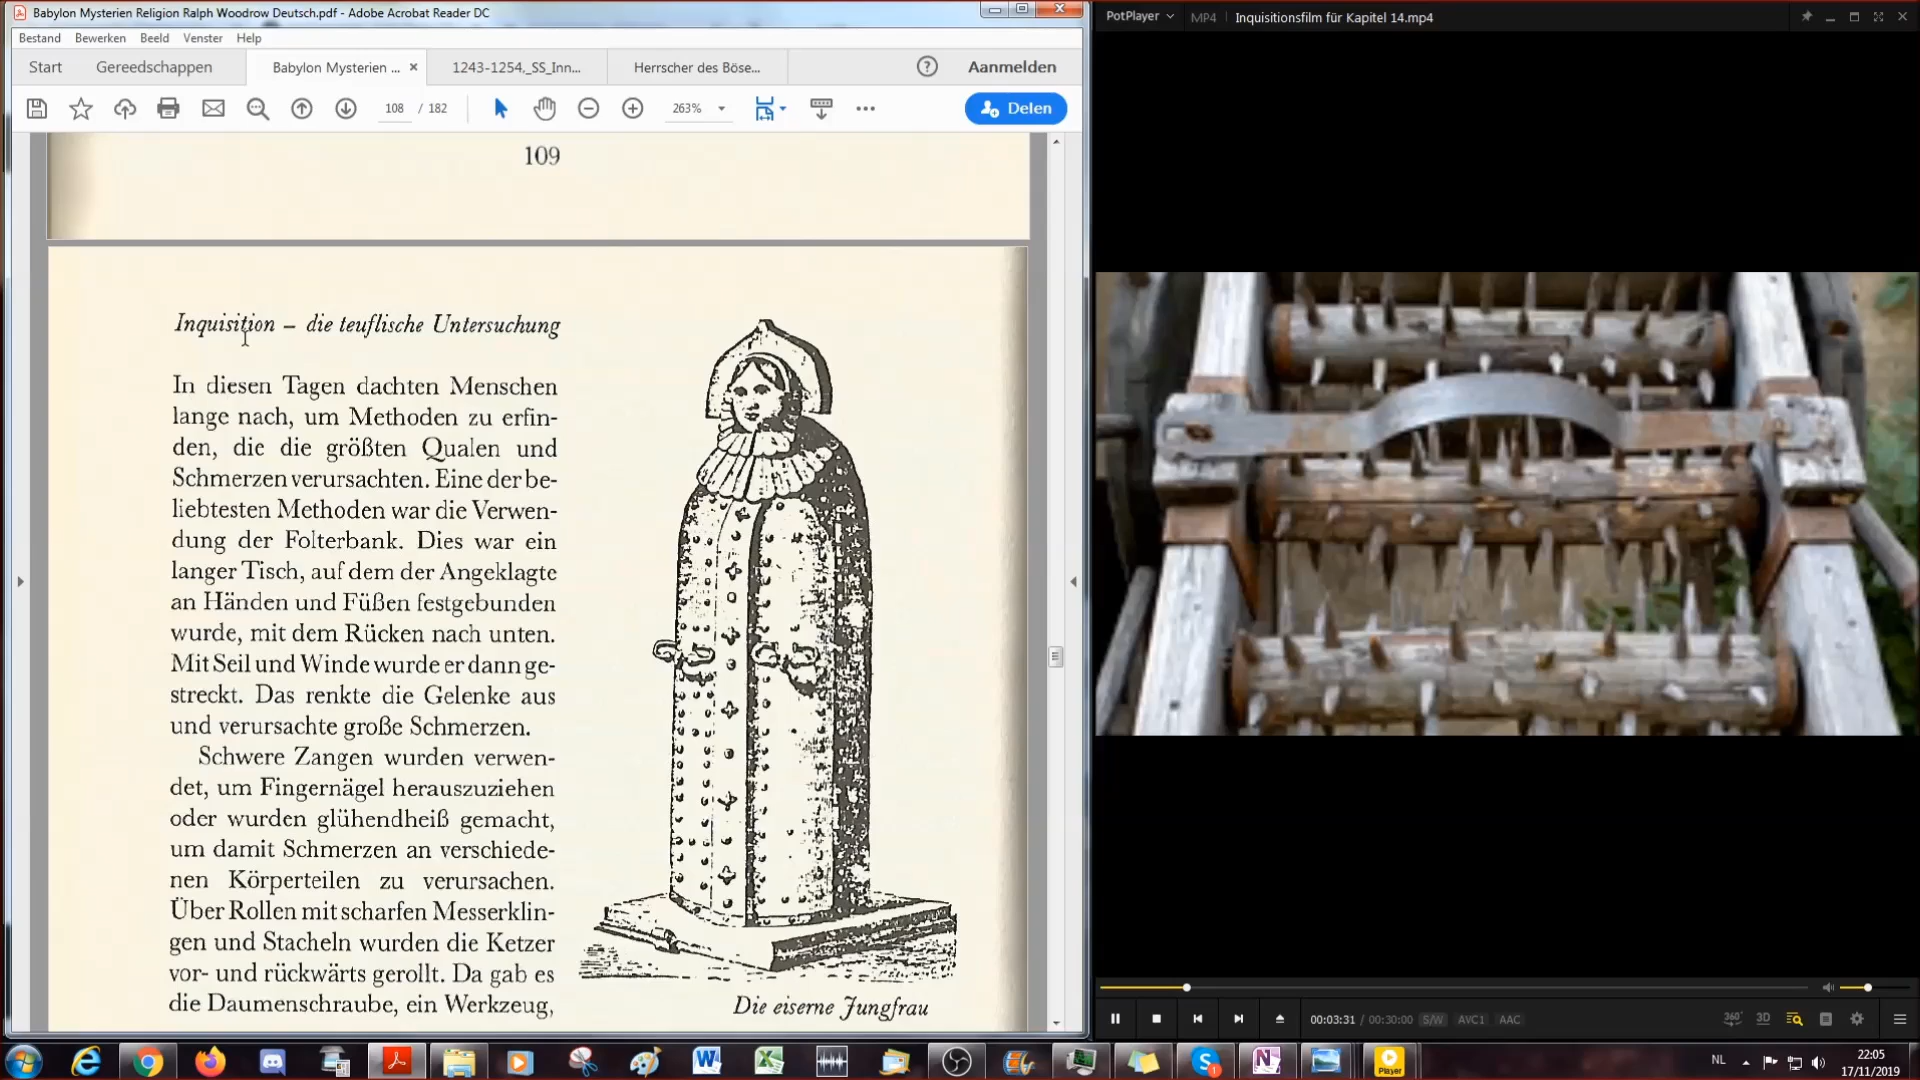 Babylon Mysterien Religion Ralph Woodrow Deutsch.pdf - Adobe Acrobat Reader DC
Bestand Bewerken Beeld Venster Help
Start Gereedschappen Babylon Mysterien ... × 1243-1254,_SS_Inn... Herrscher des Böse... Aanmelden
108 / 182 263% Delen
109
Inquisition – die teuflische Untersuchung
In diesen Tagen dachten Menschen
lange nach, um Methoden zu erfin-
den, die die größten Qualen und
Schmerzen verursachten. Eine der be-
liebtesten Methoden war die Verwen-
dung der Folterbank. Dies war ein
langer Tisch, auf dem der Angeklagte
an Händen und Füßen festgebunden
wurde, mit dem Rücken nach unten.
Mit Seil und Winde wurde er dann ge-
streckt. Das renkte die Gelenke aus
und verursachte große Schmerzen.
Schwere Zangen wurden verwen-
det, um Fingernägel herauszuziehen
oder wurden glühendheiß gemacht,
um damit Schmerzen an verschiede-
nen Körperteilen zu verursachen.
Über Rollen mit scharfen Messerklin-
gen und Stacheln wurden die Ketzer
vor- und rückwärts gerollt. Da gab es
die Daumenschraube, ein Werkzeug,
Die eiserne Jungfrau
PotPlayer MP4 Inquisitionsfilm für Kapitel 14.mp4
00:03:31 / 00:30:00 S/W AVC1 AAC
360° 3D
Player
NL
22:05
17/11/2019